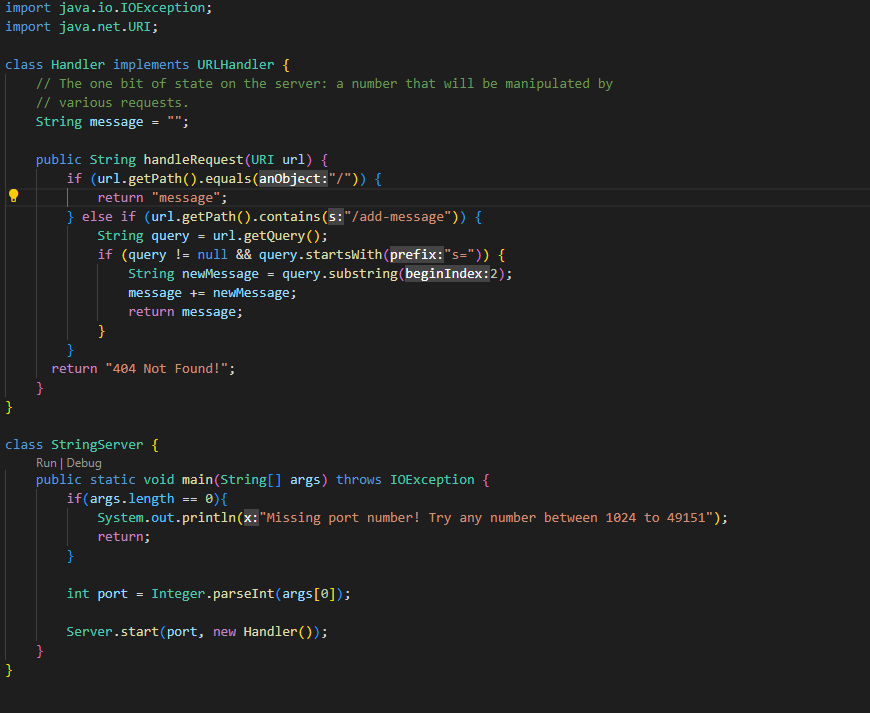 import java.io.IOException;
import java.net.URI;
class Handler implements URLHandler {
// The one bit of state on the server: a number that will be manipulated by
// various requests.
String message = "";
public String handleRequest(URI url) {
if (url.getPath().equals(anObject:"/")) {
return "message";
} else if (url.getPath().contains(s:"/add-message")) {
String query = url.getQuery();
if (query != null && query.startsWith(prefix:"s=")) {
String newMessage = query.substring(beginIndex:2);
message += newMessage;
return message;
}
}
return "404 Not Found!";
}
}
class StringServer {
Run | Debug
public static void main(String[] args) throws IOException {
if(args.length == 0){
System.out.println(x:"Missing port number! Try any number between 1024 to 49151");
return;
}
int port = Integer.parseInt(args[0]);
Server.start(port, new Handler());
}
}